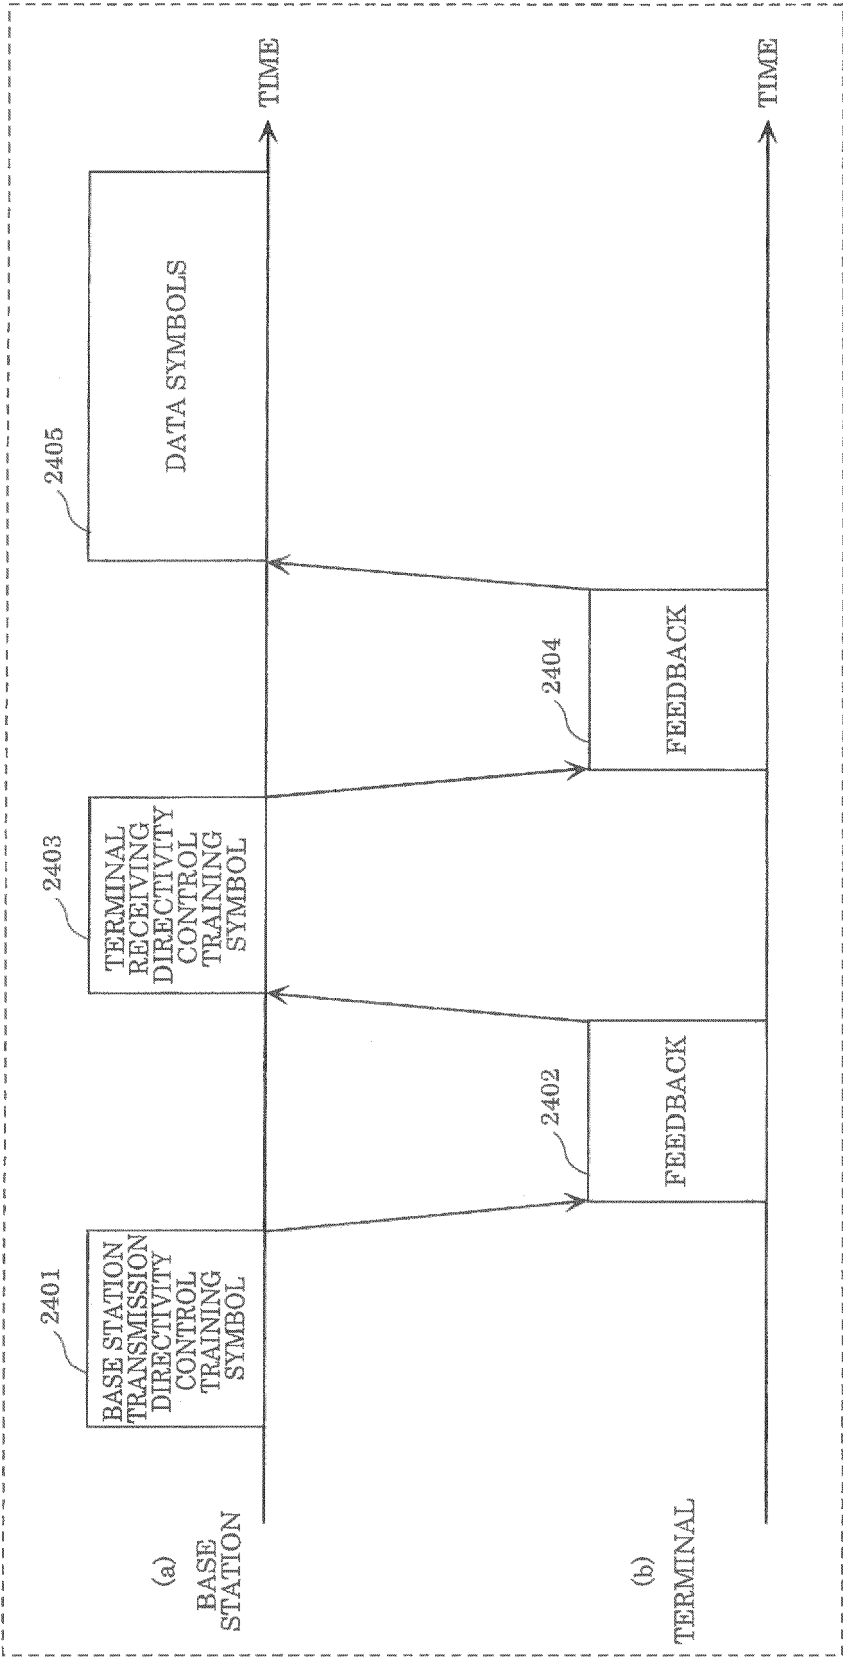 (a)
BASE
STATION
2401
BASE STATION
TRANSMISSION
DIRECTIVITY
CONTROL
TRAINING
SYMBOL
2403
TERMINAL
RECEIVING
DIRECTIVITY
CONTROL
TRAINING
SYMBOL
2405
DATA SYMBOLS
TIME
(b)
TERMINAL
2402
FEEDBACK
2404
FEEDBACK
TIME